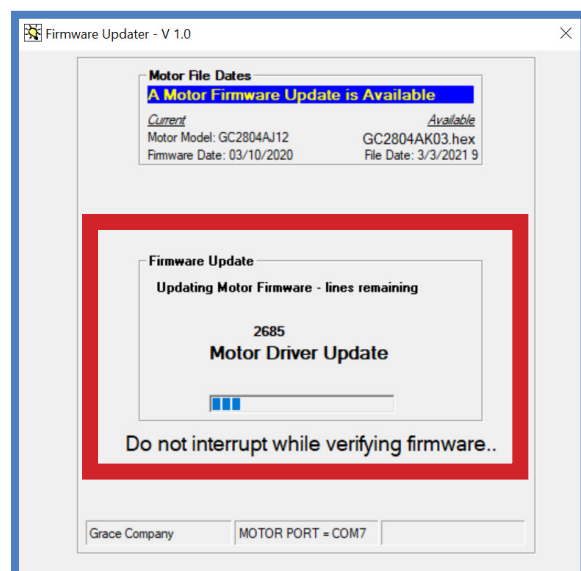 Firmware Updater - V 1.0
Motor File Dates
A Motor Firmware Update is Available
Current Available
Motor Model: GC2804AJ12 GC2804AK03.hex
Firmware Date: 03/10/2020 File Date: 3/3/2021 9
Firmware Update
Updating Motor Firmware - lines remaining
2685
Motor Driver Update
Do not interrupt while verifying firmware..
Grace Company MOTOR PORT = COM7